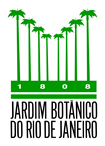 1808
JARDIM BOTÂNICO
DO RIO DE JANEIRO